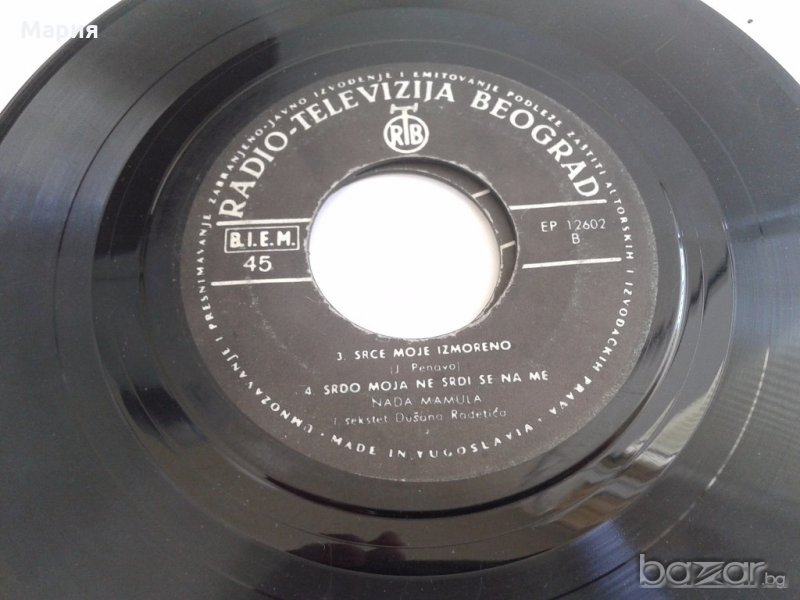 Мария
UMNOŽAVANJE I PRESNIMAVANJE ZABRANJENO-JAVNO IZVOĐENJE I EMITOVANJE PODLEŽE ZAŠTITI AUTORSKIH I IZVOĐAČKIH PRAVA · MADE IN YUGOSLAVIA ·
RADIO-TELEVIZIJA BEOGRAD
RTB
B.I.E.M.
45
EP 12602
B
3. SRCE MOJE IZMORENO
(J. Penava)
4. SRDO MOJA NE SRDI SE NA ME
NADA MAMULA
i sekstet Dušana Radetića
bazar.bg